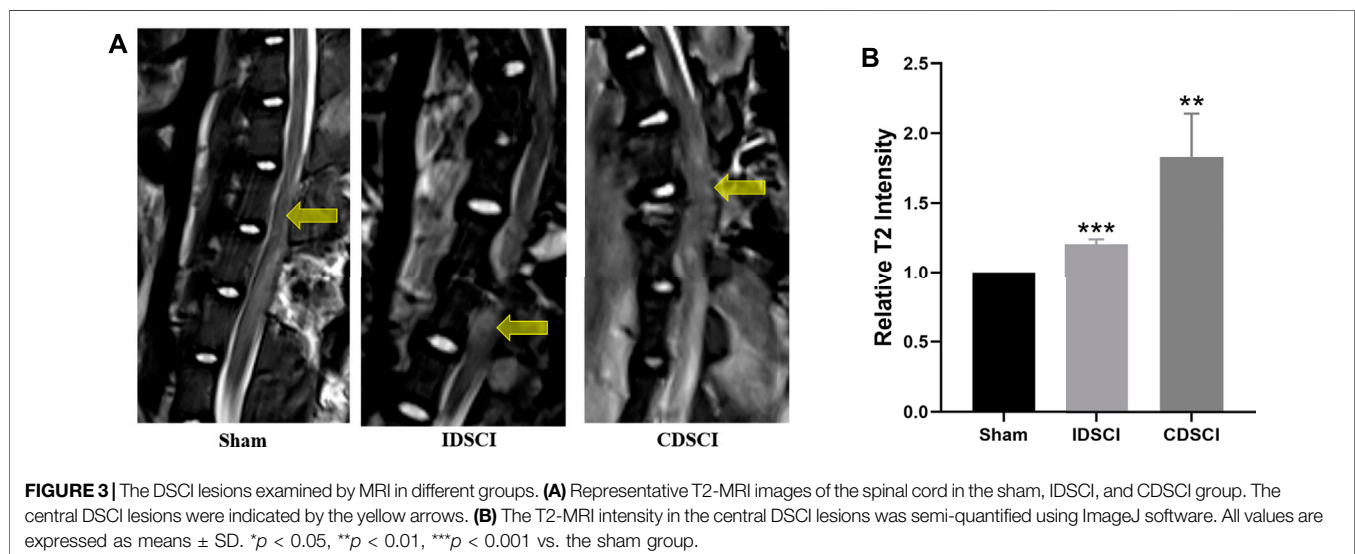 A
Sham
IDSCI
CDSCI
B
Relative T2 Intensity
2.5
2.0
1.5
1.0
0.5
0.0
***
**
Sham
IDSCI
CDSCI
FIGURE 3 | The DSCI lesions examined by MRI in different groups. (A) Representative T2-MRI images of the spinal cord in the sham, IDSCI, and CDSCI group. The
central DSCI lesions were indicated by the yellow arrows. (B) The T2-MRI intensity in the central DSCI lesions was semi-quantified using ImageJ software. All values are
expressed as means ± SD. *p < 0.05, **p < 0.01, ***p < 0.001 vs. the sham group.